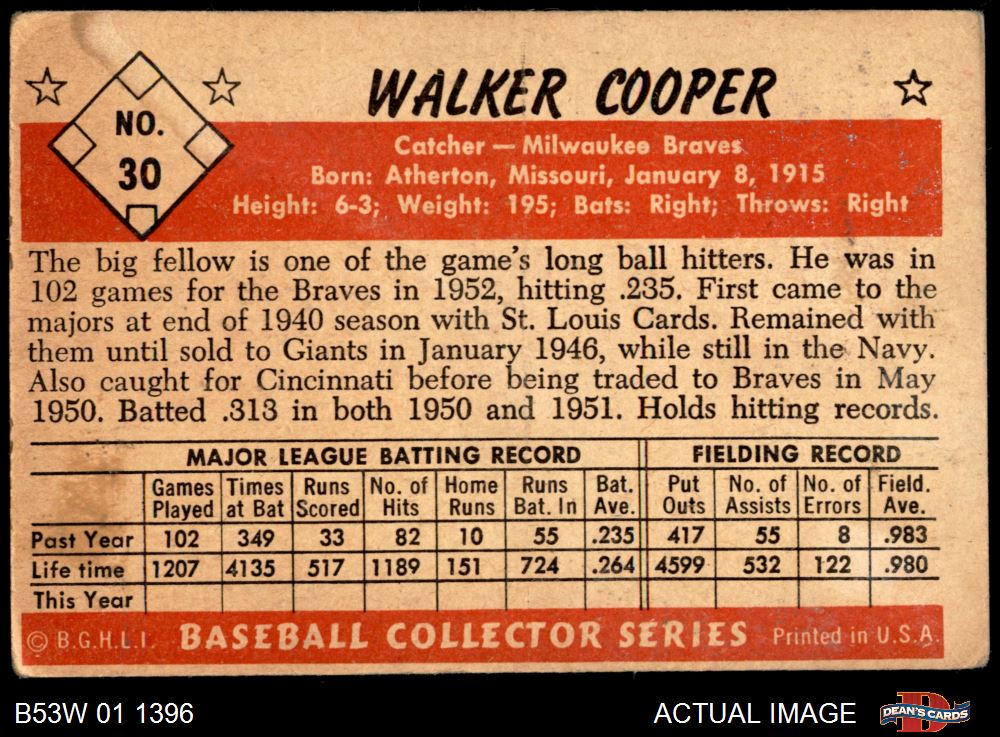 WALKER COOPER
NO.
30
Catcher — Milwaukee Braves
Born: Atherton, Missouri, January 8, 1915
Height: 6-3; Weight: 195; Bats: Right; Throws: Right
The big fellow is one of the game's long ball hitters. He was in
102 games for the Braves in 1952, hitting .235. First came to the
majors at end of 1940 season with St. Louis Cards. Remained with
them until sold to Giants in January 1946, while still in the Navy.
Also caught for Cincinnati before being traded to Braves in May
1950. Batted .313 in both 1950 and 1951. Holds hitting records.
MAJOR LEAGUE BATTING RECORD FIELDING RECORD
Games Times Runs No. of Home Runs Bat. Put No. of No. of Field.
Played at Bat Scored Hits Runs Bat. In Ave. Outs Assists Errors Ave.
Past Year 102 349 33 82 10 55 .235 417 55 8 .983
Life time 1207 4135 517 1189 151 724 .264 4599 532 122 .980
This Year
© B.G.H.L.I. BASEBALL COLLECTOR SERIES Printed in U.S.A.
B53W 01 1396 ACTUAL IMAGE DEAN'S CARDS